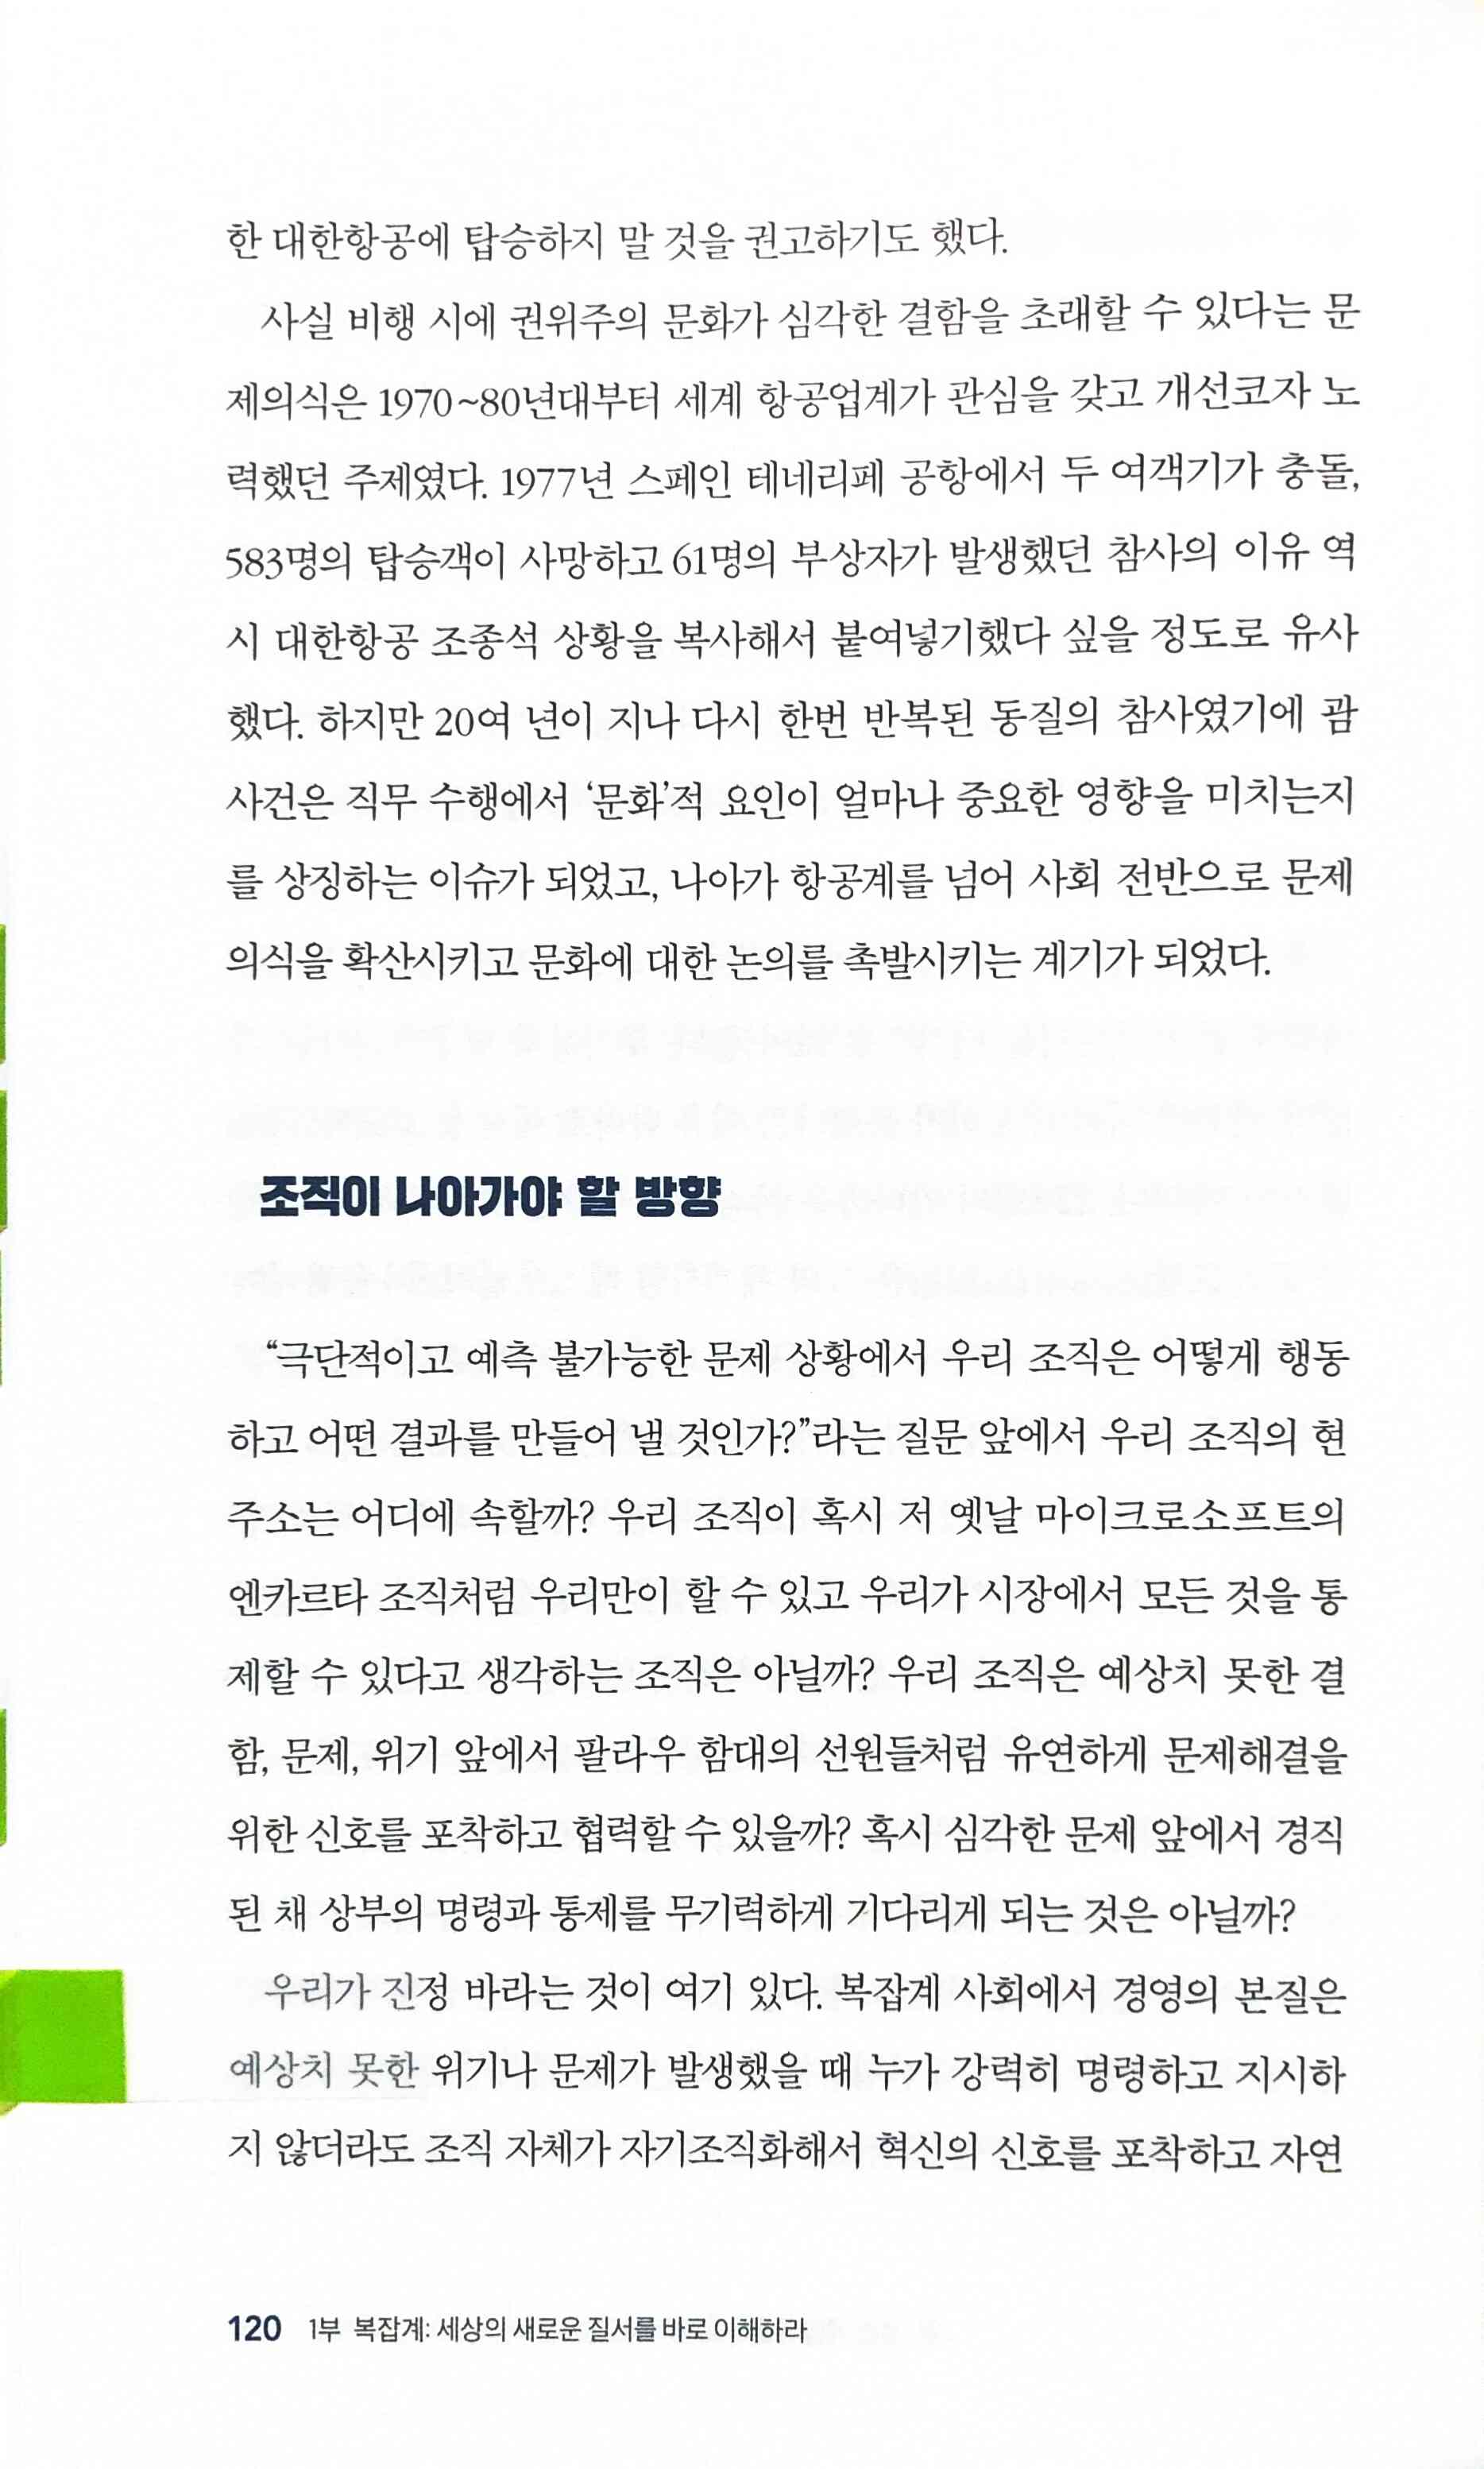 한 대한항공에 탑승하지 말 것을 권고하기도 했다.
사실 비행 시에 권위주의 문화가 심각한 결함을 초래할 수 있다는 문
제의식은 1970~80년대부터 세계 항공업계가 관심을 갖고 개선코자 노
력했던 주제였다. 1977년 스페인 테네리페 공항에서 두 여객기가 충돌,
583명의 탑승객이 사망하고 61명의 부상자가 발생했던 참사의 이유 역
시 대한항공 조종석 상황을 복사해서 붙여넣기했다 싶을 정도로 유사
했다. 하지만 20여 년이 지나 다시 한번 반복된 동질의 참사였기에 괌
사건은 직무 수행에서 ‘문화’적 요인이 얼마나 중요한 영향을 미치는지
를 상징하는 이슈가 되었고, 나아가 항공계를 넘어 사회 전반으로 문제
의식을 확산시키고 문화에 대한 논의를 촉발시키는 계기가 되었다.
조직이 나아가야 할 방향
“극단적이고 예측 불가능한 문제 상황에서 우리 조직은 어떻게 행동
하고 어떤 결과를 만들어 낼 것인가?”라는 질문 앞에서 우리 조직의 현
주소는 어디에 속할까? 우리 조직이 혹시 저 옛날 마이크로소프트의
엔카르타 조직처럼 우리만이 할 수 있고 우리가 시장에서 모든 것을 통
제할 수 있다고 생각하는 조직은 아닐까? 우리 조직은 예상치 못한 결
함, 문제, 위기 앞에서 팔라우 함대의 선원들처럼 유연하게 문제해결을
위한 신호를 포착하고 협력할 수 있을까? 혹시 심각한 문제 앞에서 경직
된 채 상부의 명령과 통제를 무기력하게 기다리게 되는 것은 아닐까?
우리가 진정 바라는 것이 여기 있다. 복잡계 사회에서 경영의 본질은
예상치 못한 위기나 문제가 발생했을 때 누가 강력히 명령하고 지시하
지 않더라도 조직 자체가 자기조직화해서 혁신의 신호를 포착하고 자연
120 1부 복잡계: 세상의 새로운 질서를 바로 이해하라